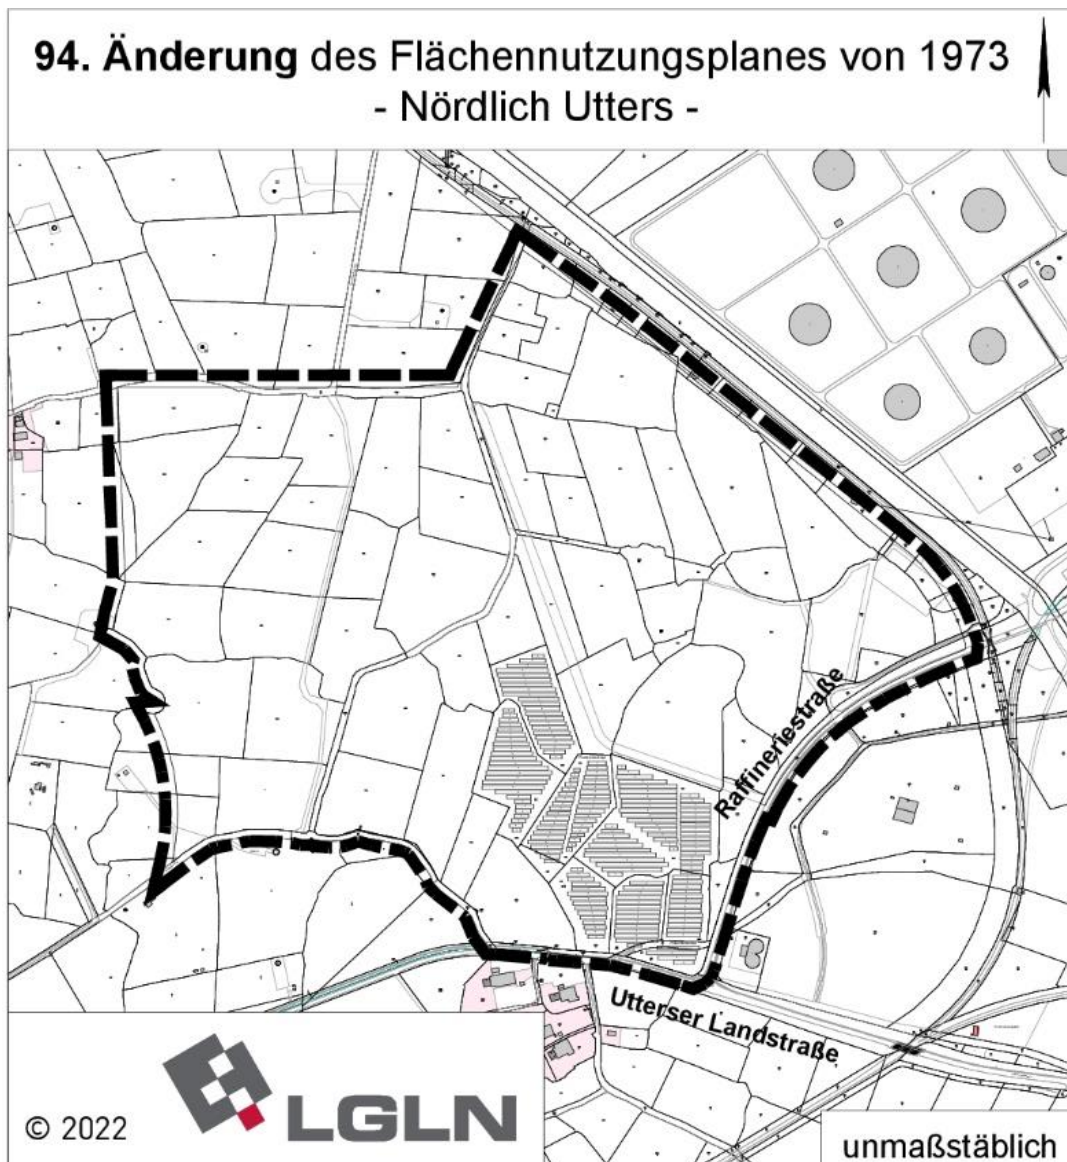 94. Änderung des Flächennutzungsplanes von 1973
- Nördlich Utters -
Raffineriestraße
Utterser Landstraße
© 2022
LGLN
unmaßstäblich